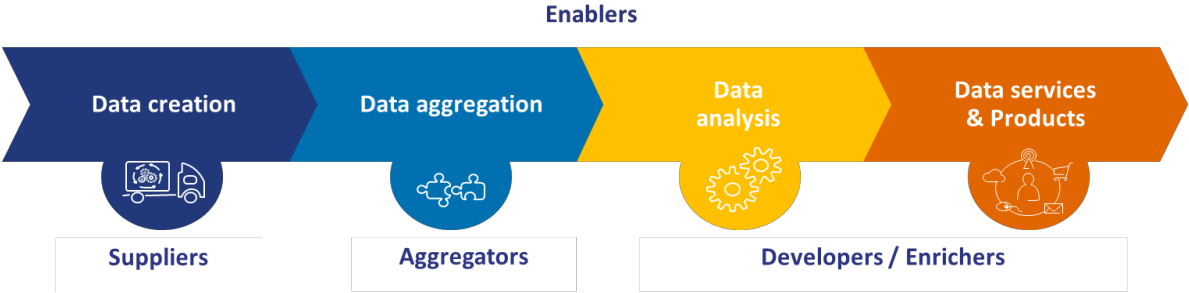 Enablers
Data creation
Data aggregation
Data
analysis
Data services
& Products
Suppliers
Aggregators
Developers / Enrichers